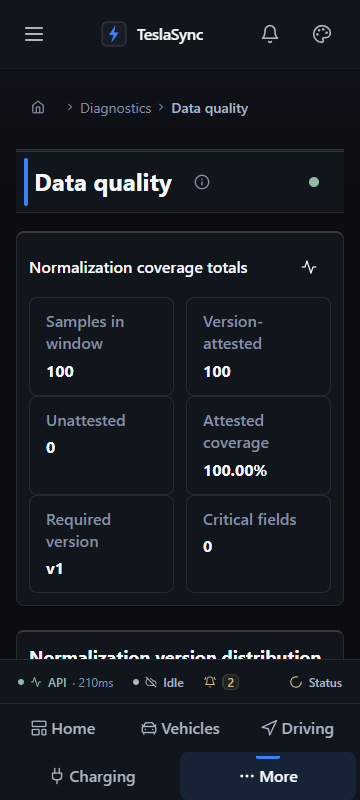 TeslaSync
Diagnostics
Data quality
Data quality
Normalization coverage totals
Samples in
window
100
Version-
attested
100
Unattested
0
Attested
coverage
100.00%
Required
version
v1
Critical fields
0
Normalization version distribution
API · 210ms
Idle
2
Status
Home
Vehicles
Driving
Charging
More